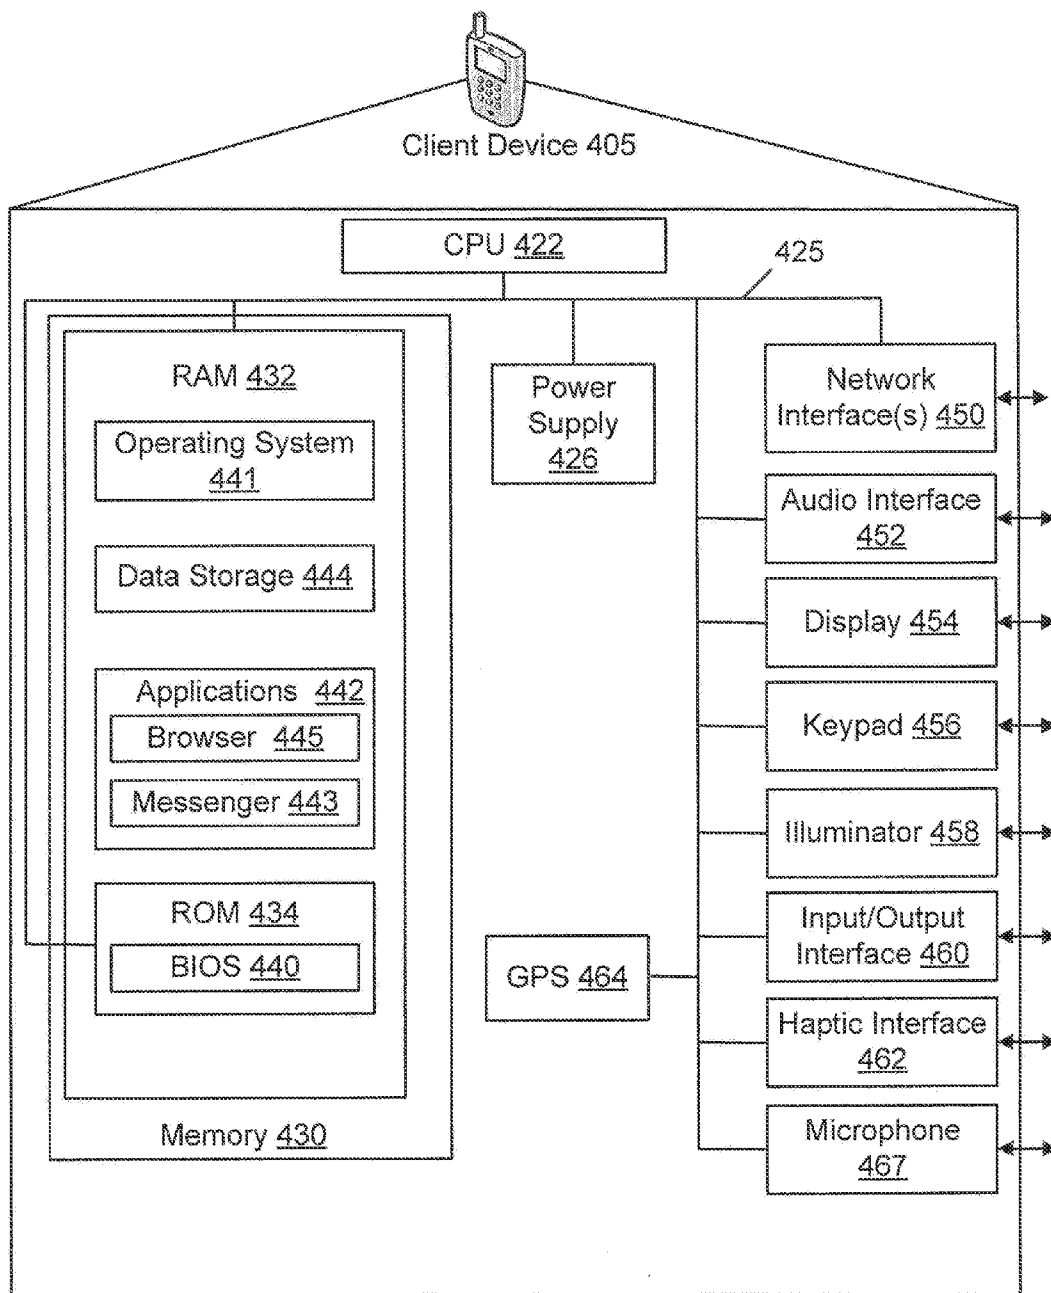 Client Device 405
CPU 422
425
RAM 432
Operating System
441
Data Storage 444
Applications 442
Browser 445
Messenger 443
ROM 434
BIOS 440
Memory 430
Power
Supply
426
GPS 464
Network
Interface(s) 450
Audio Interface
452
Display 454
Keypad 456
Illuminator 458
Input/Output
Interface 460
Haptic Interface
462
Microphone
467